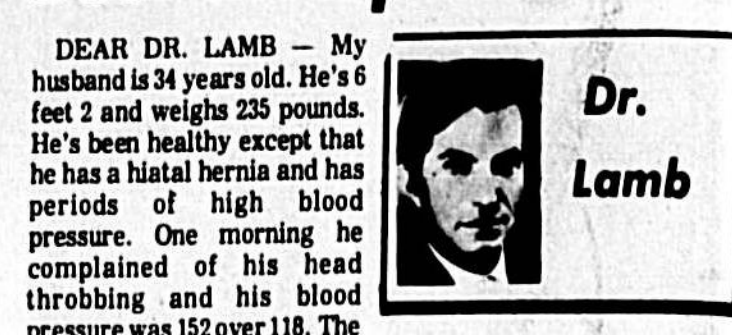 DEAR DR. LAMB — My
husband is 34 years old. He's 6
feet 2 and weighs 235 pounds.
He's been healthy except that
he has a hiatal hernia and has
periods of high blood
pressure. One morning he
complained of his head
throbbing and his blood
pressure was 152 over 118. The
Dr.
Lamb